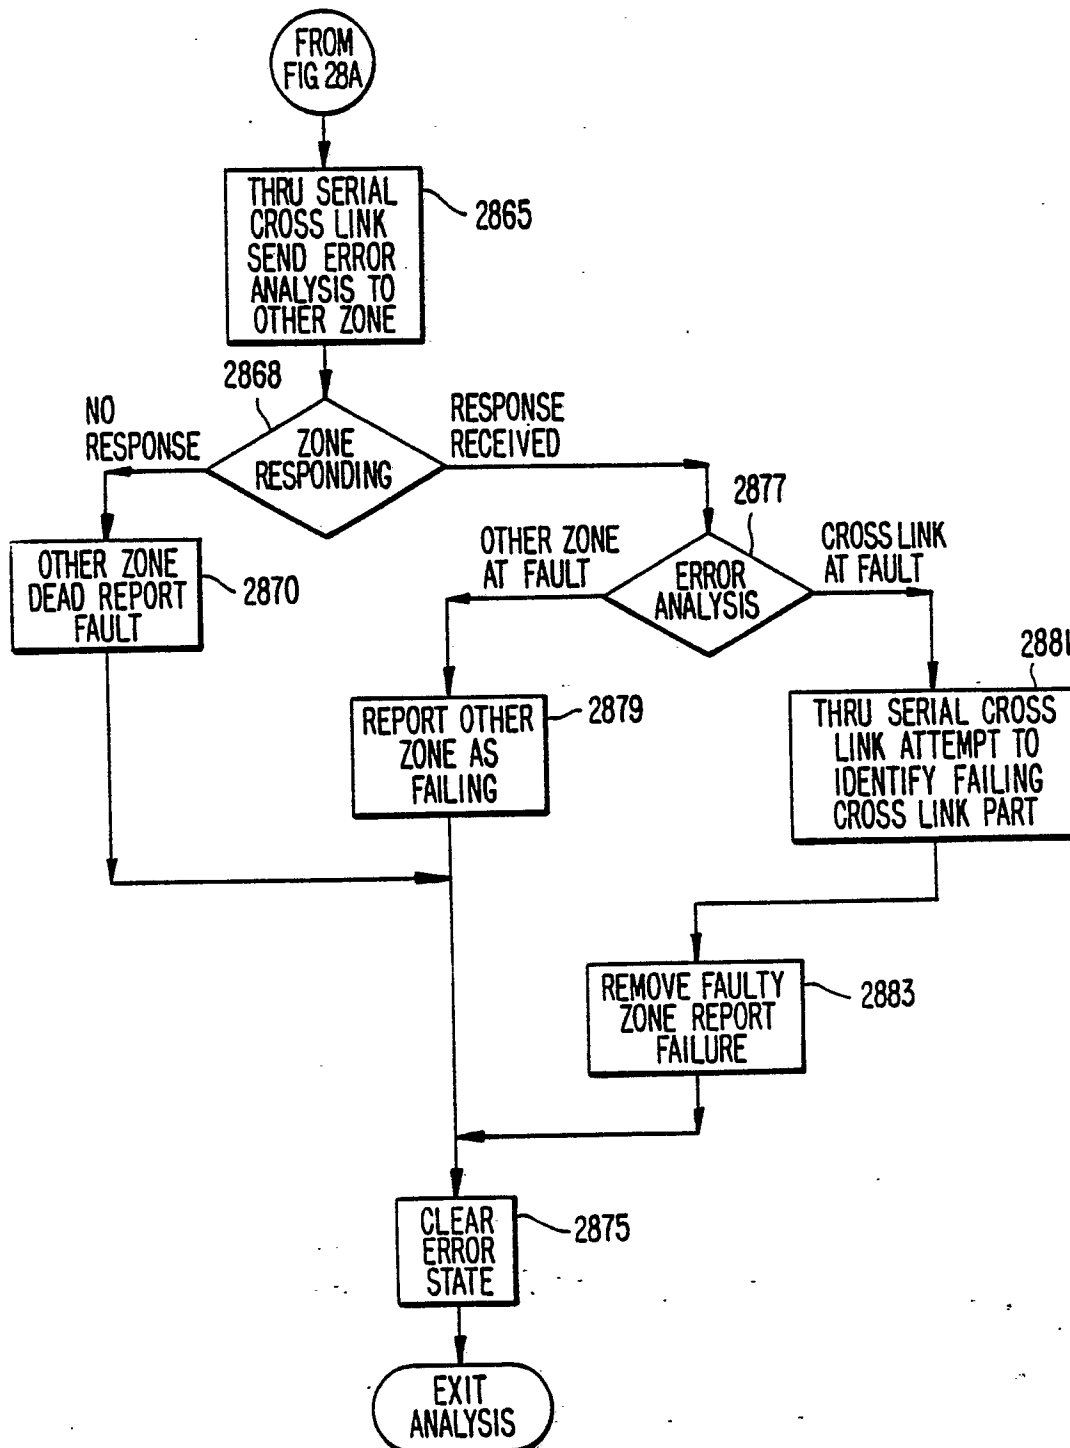 FROM
FIG 28A
THRU SERIAL
CROSS LINK
SEND ERROR
ANALYSIS TO
OTHER ZONE
2865
2868
NO
RESPONSE
ZONE
RESPONDING
RESPONSE
RECEIVED
2877
OTHER ZONE
DEAD REPORT
FAULT
2870
OTHER ZONE
AT FAULT
ERROR
ANALYSIS
CROSS LINK
AT FAULT
2881
REPORT OTHER
ZONE AS
FAILING
2879
THRU SERIAL CROSS
LINK ATTEMPT TO
IDENTIFY FAILING
CROSS LINK PART
REMOVE FAULTY
ZONE REPORT
FAILURE
2883
CLEAR
ERROR
STATE
2875
EXIT
ANALYSIS